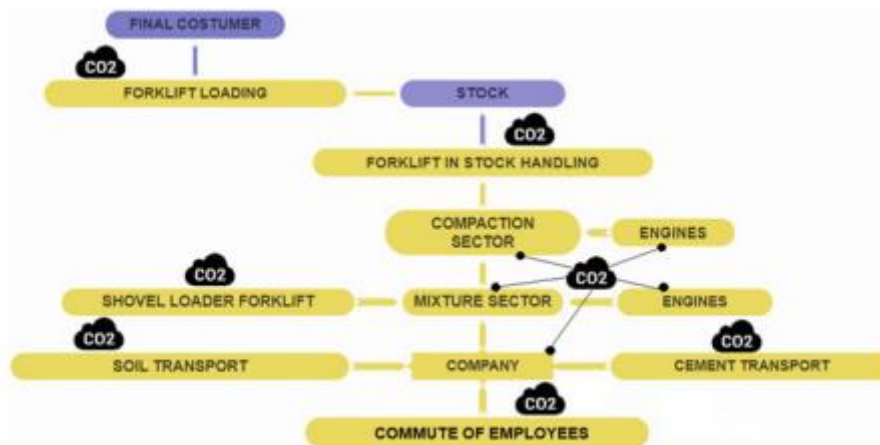 FINAL COSTUMER
CO2
FORKLIFT LOADING
STOCK
CO2
FORKLIFT IN STOCK HANDLING
COMPACTION
SECTOR
ENGINES
CO2
CO2
SHOVEL LOADER FORKLIFT
MIXTURE SECTOR
ENGINES
CO2
CO2
SOIL TRANSPORT
COMPANY
CEMENT TRANSPORT
CO2
COMMUTE OF EMPLOYEES